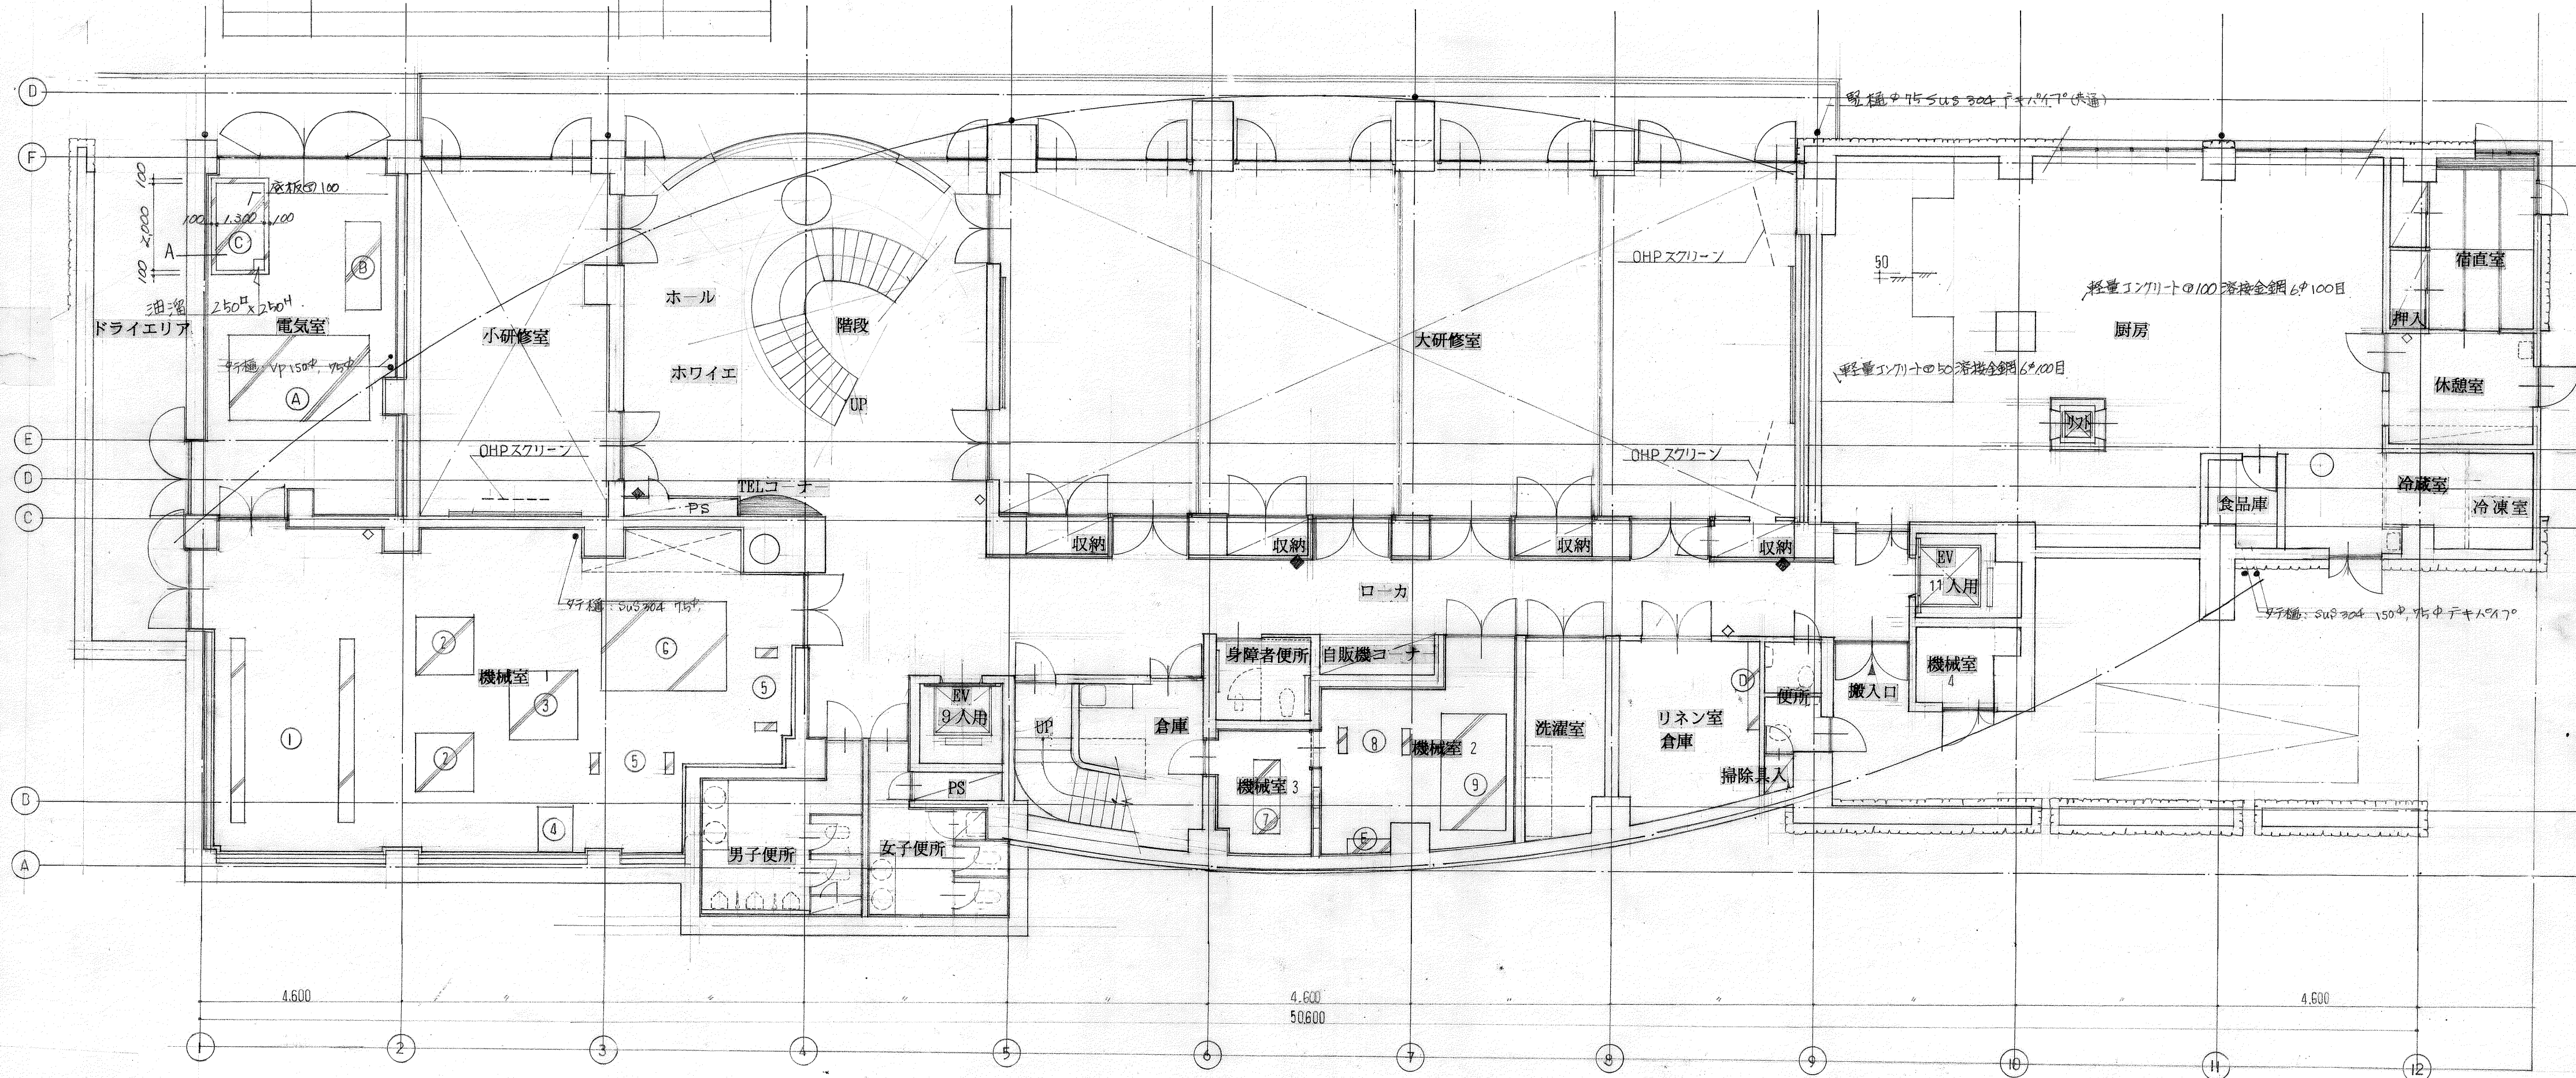 D
竪樋φ75 SUS 304 デキパイプ(共通)
F
100
2,000
100
底板⑦100
100 1.300 100
A
C
B
油溜 250□×250H
ドライエリア
電気室
タテ樋:VP150φ, 75φ
A
小研修室
OHPスクリーン
ホール
ホワイエ
階段
UP
TELコーナー
PS
大研修室
OHPスクリーン
OHPスクリーン
50
軽量コンクリート⑦100 溶接金網6φ100目
厨房
軽量コンクリート⑦50 溶接金網6φ100目
リフト
宿直室
押入
休憩室
冷蔵室
冷凍室
食品庫
E
D
C
収納
収納
収納
収納
ローカ
EV
11人用
タテ樋:SUS304 75φ
タテ樋:SUS304 150φ, 75φ デキパイプ
機械室 1
1
2
2
3
4
5
5
6
EV
9人用
UP
倉庫
PS
身障者便所
自販機コーナー
機械室 3
7
8
機械室 2
9
E
洗濯室
リネン室
倉庫
D
便所
掃除具入
搬入口
機械室
4
男子便所
女子便所
B
A
4.600 〃 〃 〃 〃 4.600 〃 〃 〃 〃 4.600
50.600
1 2 3 4 5 6 7 8 9 10 11 12